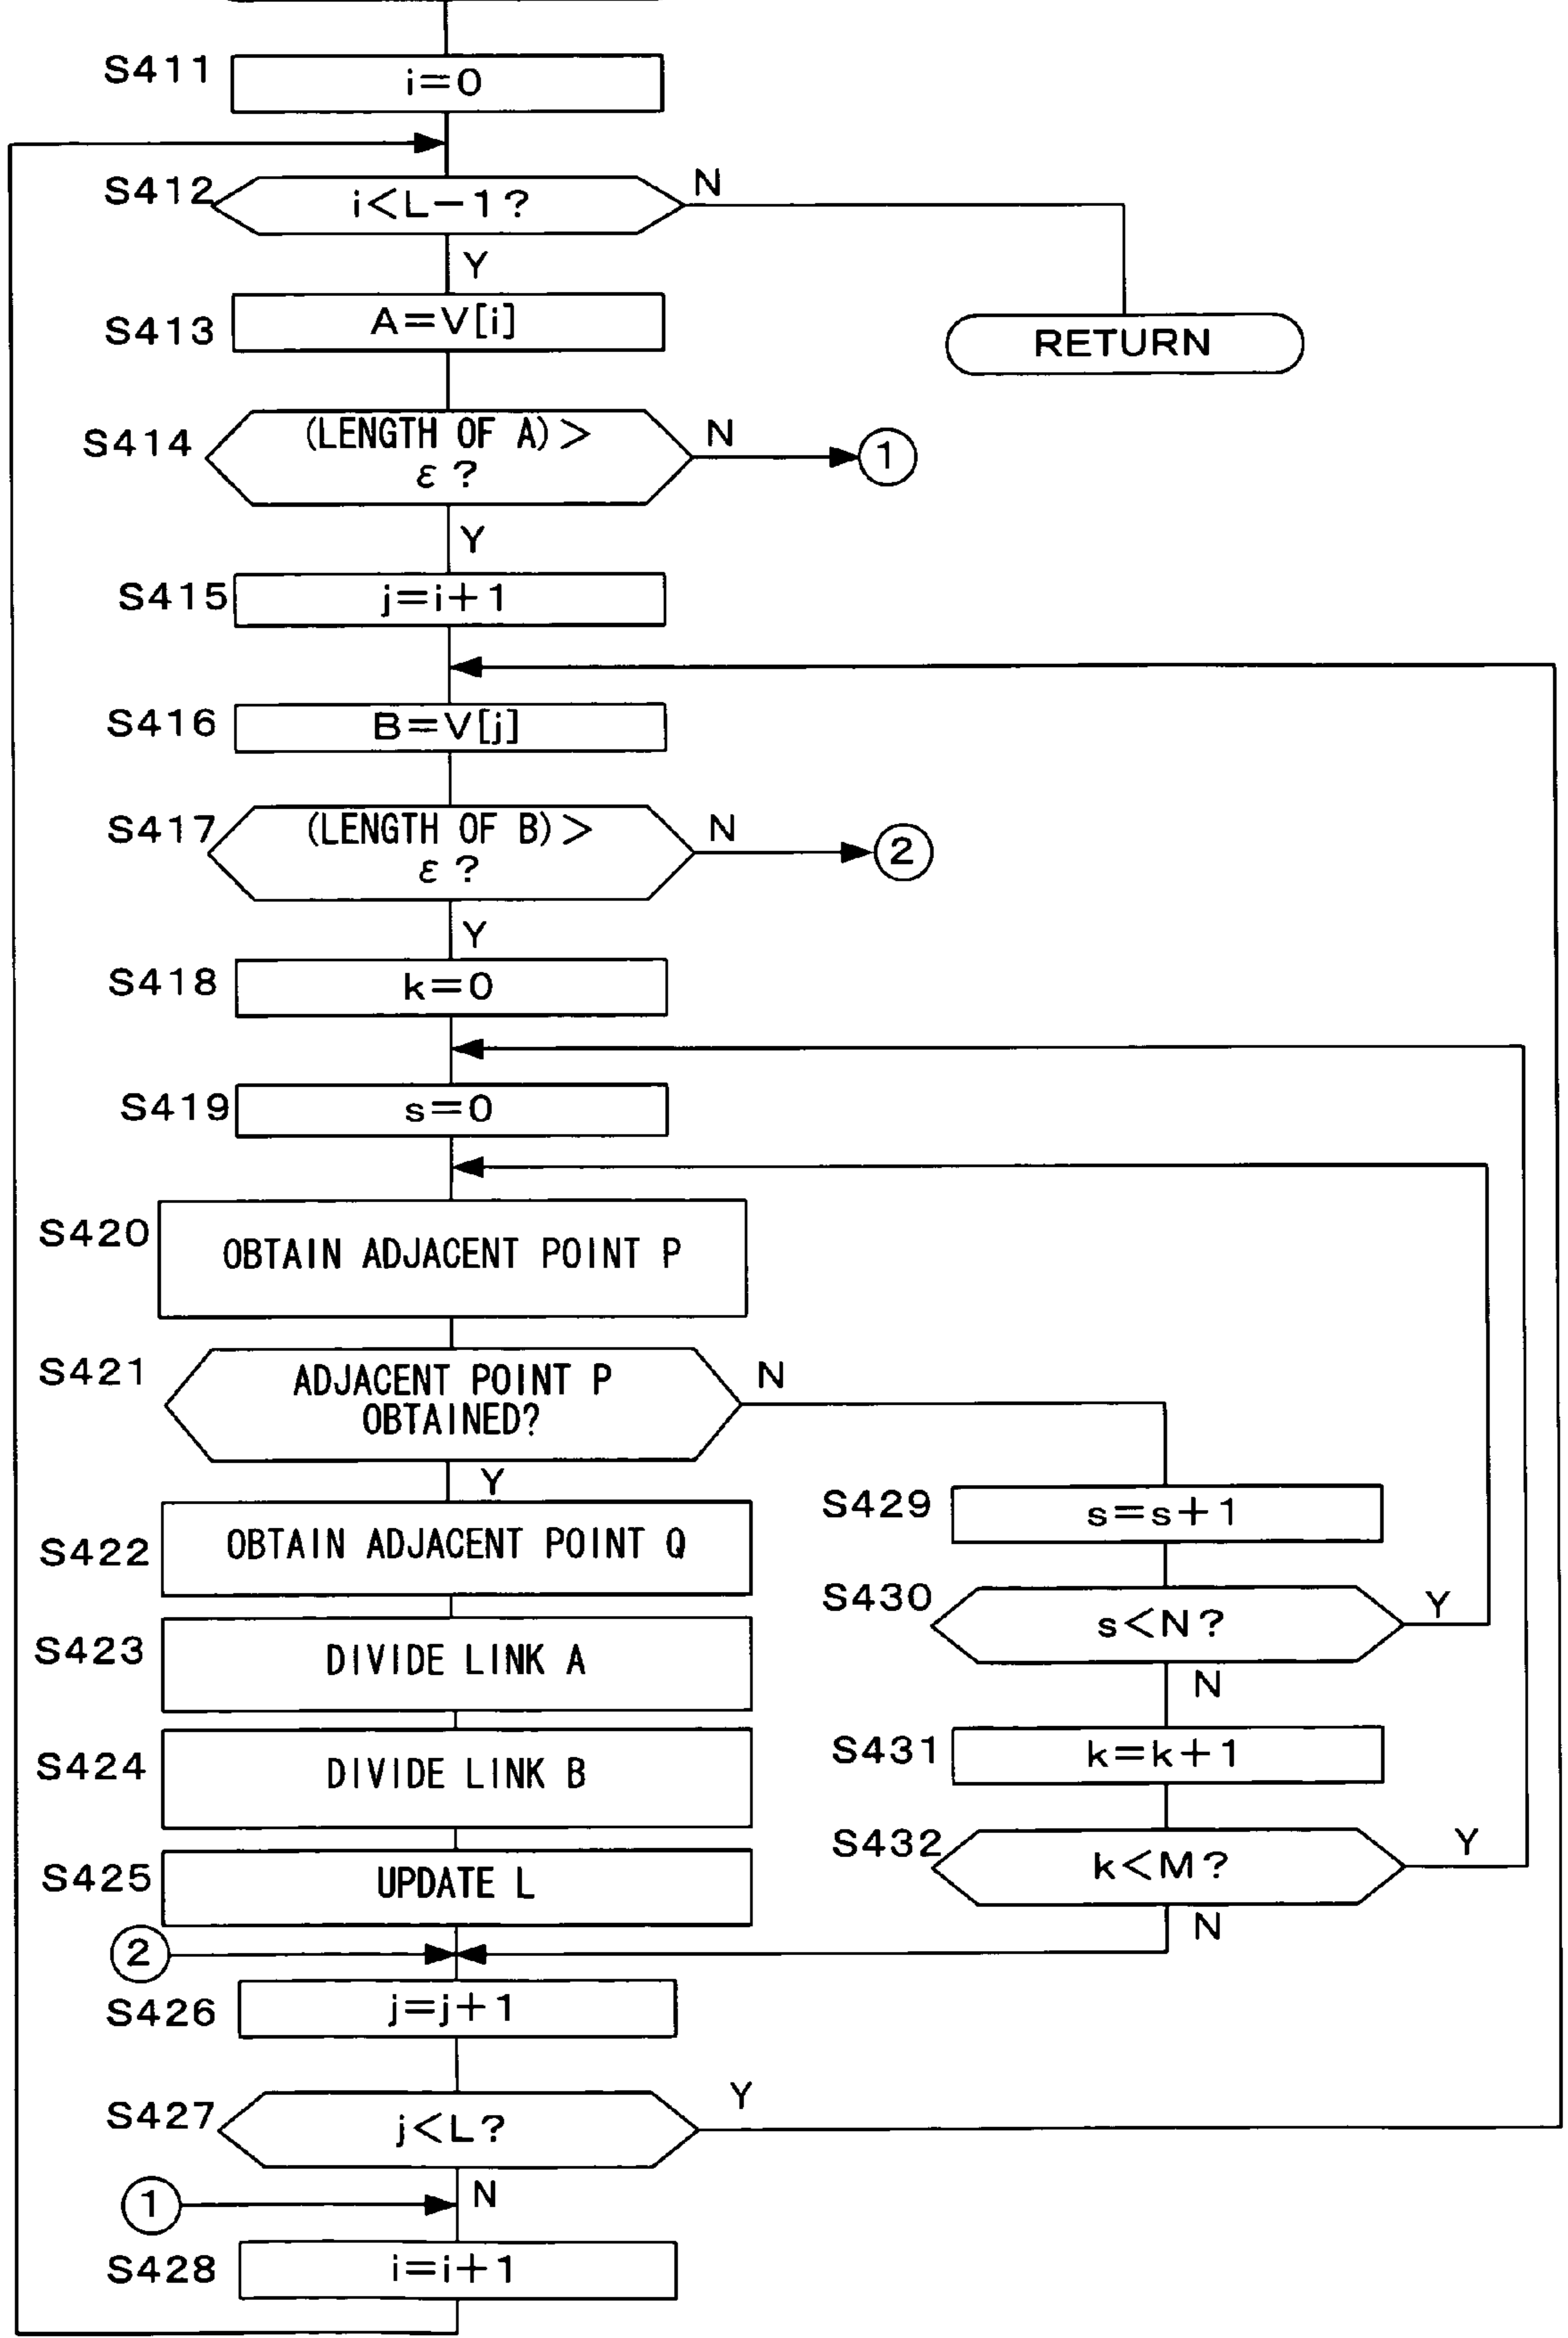 S411
i=0
S412
i<L-1?
N
Y
S413
A=V[i]
RETURN
S414
(LENGTH OF A)>
ε ?
N
1
Y
S415
j=i+1
S416
B=V[j]
S417
(LENGTH OF B)>
ε ?
N
2
Y
S418
k=0
S419
s=0
S420
OBTAIN ADJACENT POINT P
S421
ADJACENT POINT P
OBTAINED?
N
Y
S422
OBTAIN ADJACENT POINT Q
S429
s=s+1
S423
DIVIDE LINK A
S430
s<N?
Y
N
S424
DIVIDE LINK B
S431
k=k+1
S425
UPDATE L
S432
k<M?
Y
N
2
S426
j=j+1
S427
j<L?
Y
N
1
S428
i=i+1